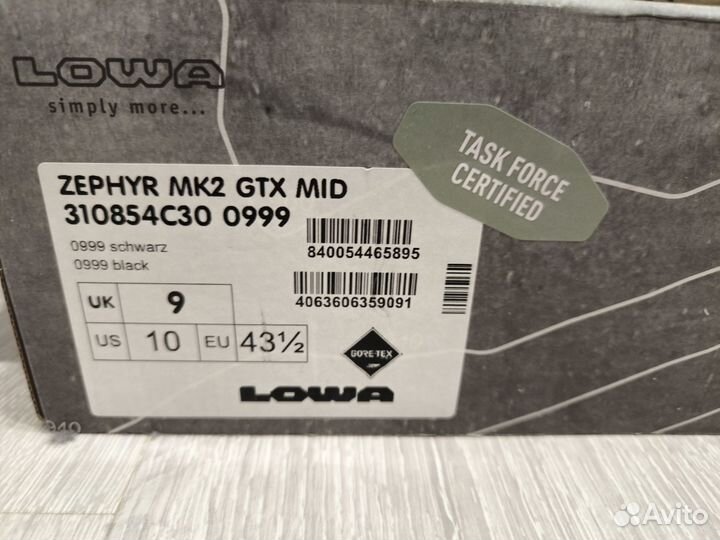 LOWA
simply more...
TASK FORCE
CERTIFIED
ZEPHYR MK2 GTX MID
310854C30 0999
0999 schwarz
0999 black
840054465895
4063606359091
UK 9
US 10 EU 43½
GORE-TEX
LOWA
Avito